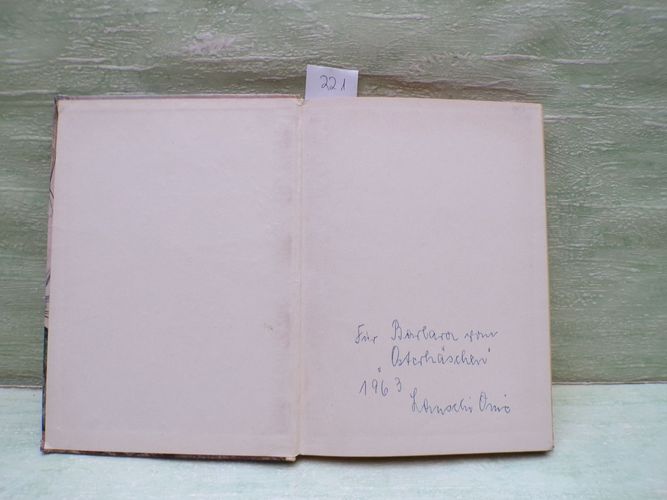 221
Für Barbara vom
„Osterhäschen"
1963
Omi